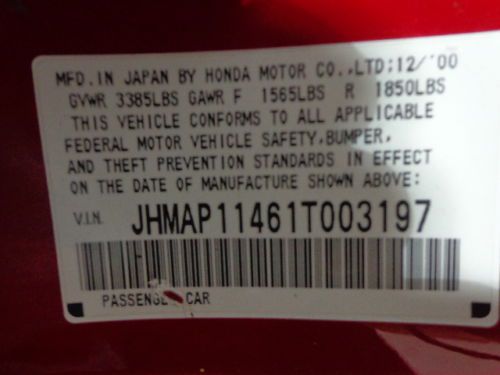 MFD. IN JAPAN BY HONDA MOTOR CO.,LTD;12/'00
GVWR 3385LBS GAWR F 1565LBS R 1850LBS
THIS VEHICLE CONFORMS TO ALL APPLICABLE
FEDERAL MOTOR VEHICLE SAFETY,BUMPER,
AND THEFT PREVENTION STANDARDS IN EFFECT
ON THE DATE OF MANUFACTURE SHOWN ABOVE:
V.I.N. JHMAP11461T003197
PASSENGER CAR